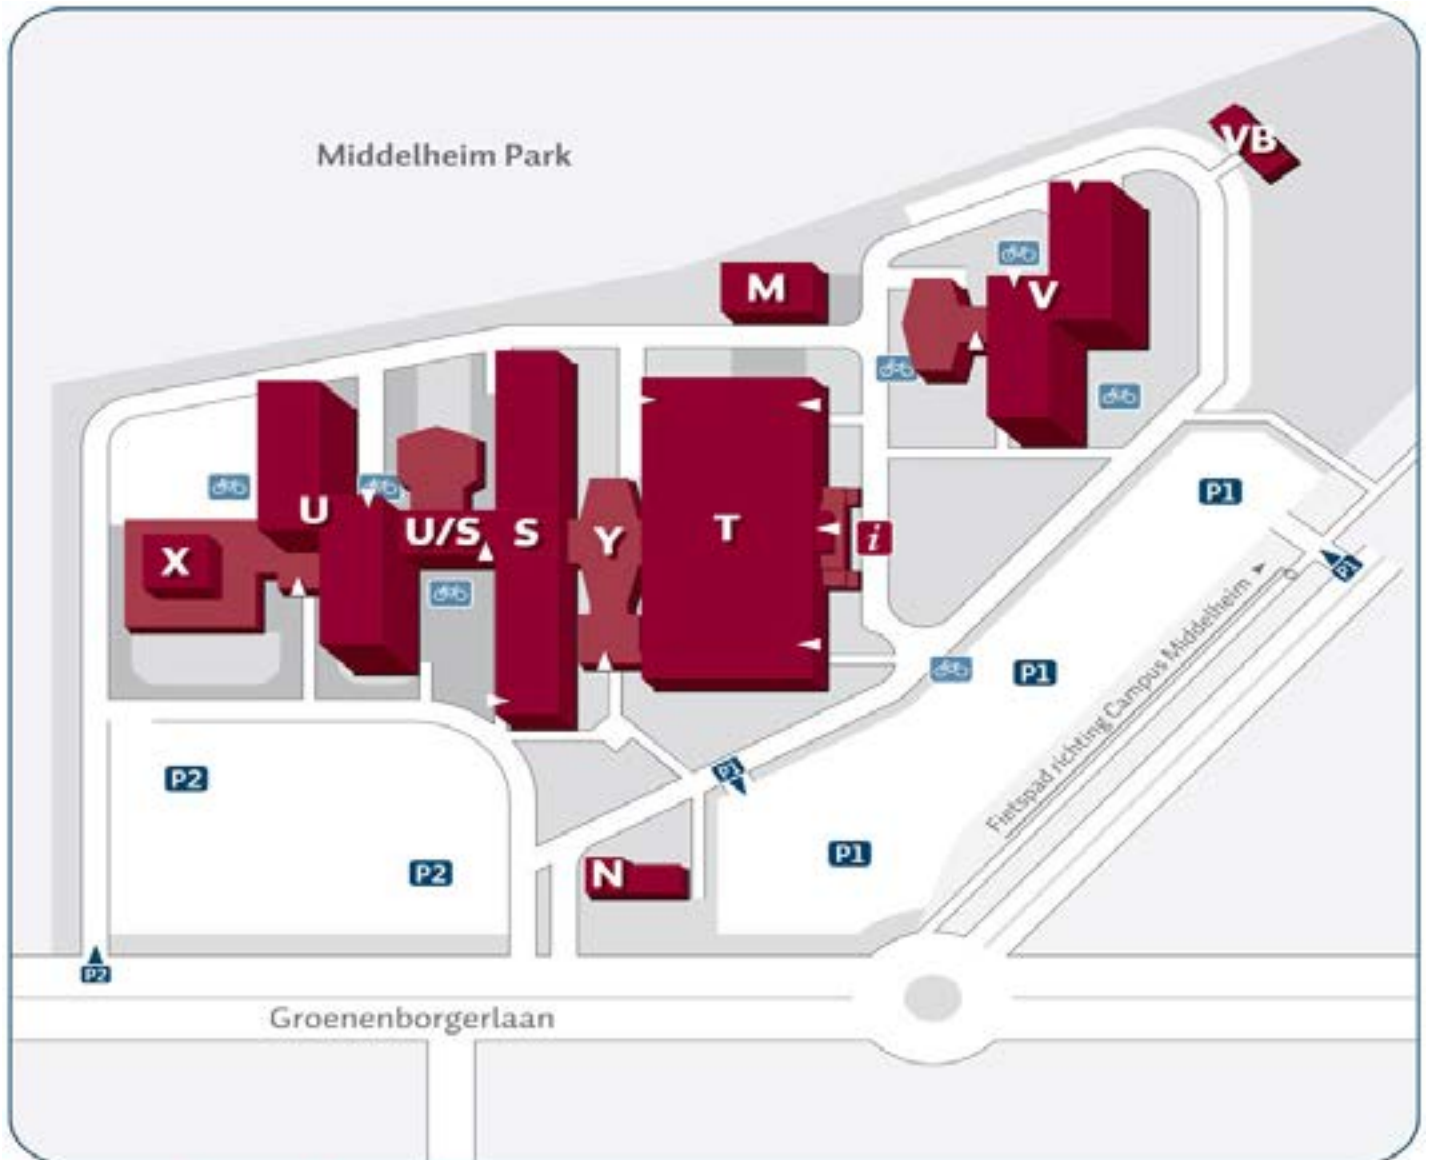 Middelheim Park
VB
M
V
P1
U
U/S
S
Y
T
i
X
P1
Fietspad richting Campus Middelheim
P1
P2
P1
P1
P2
N
P2
Groenenborgerlaan